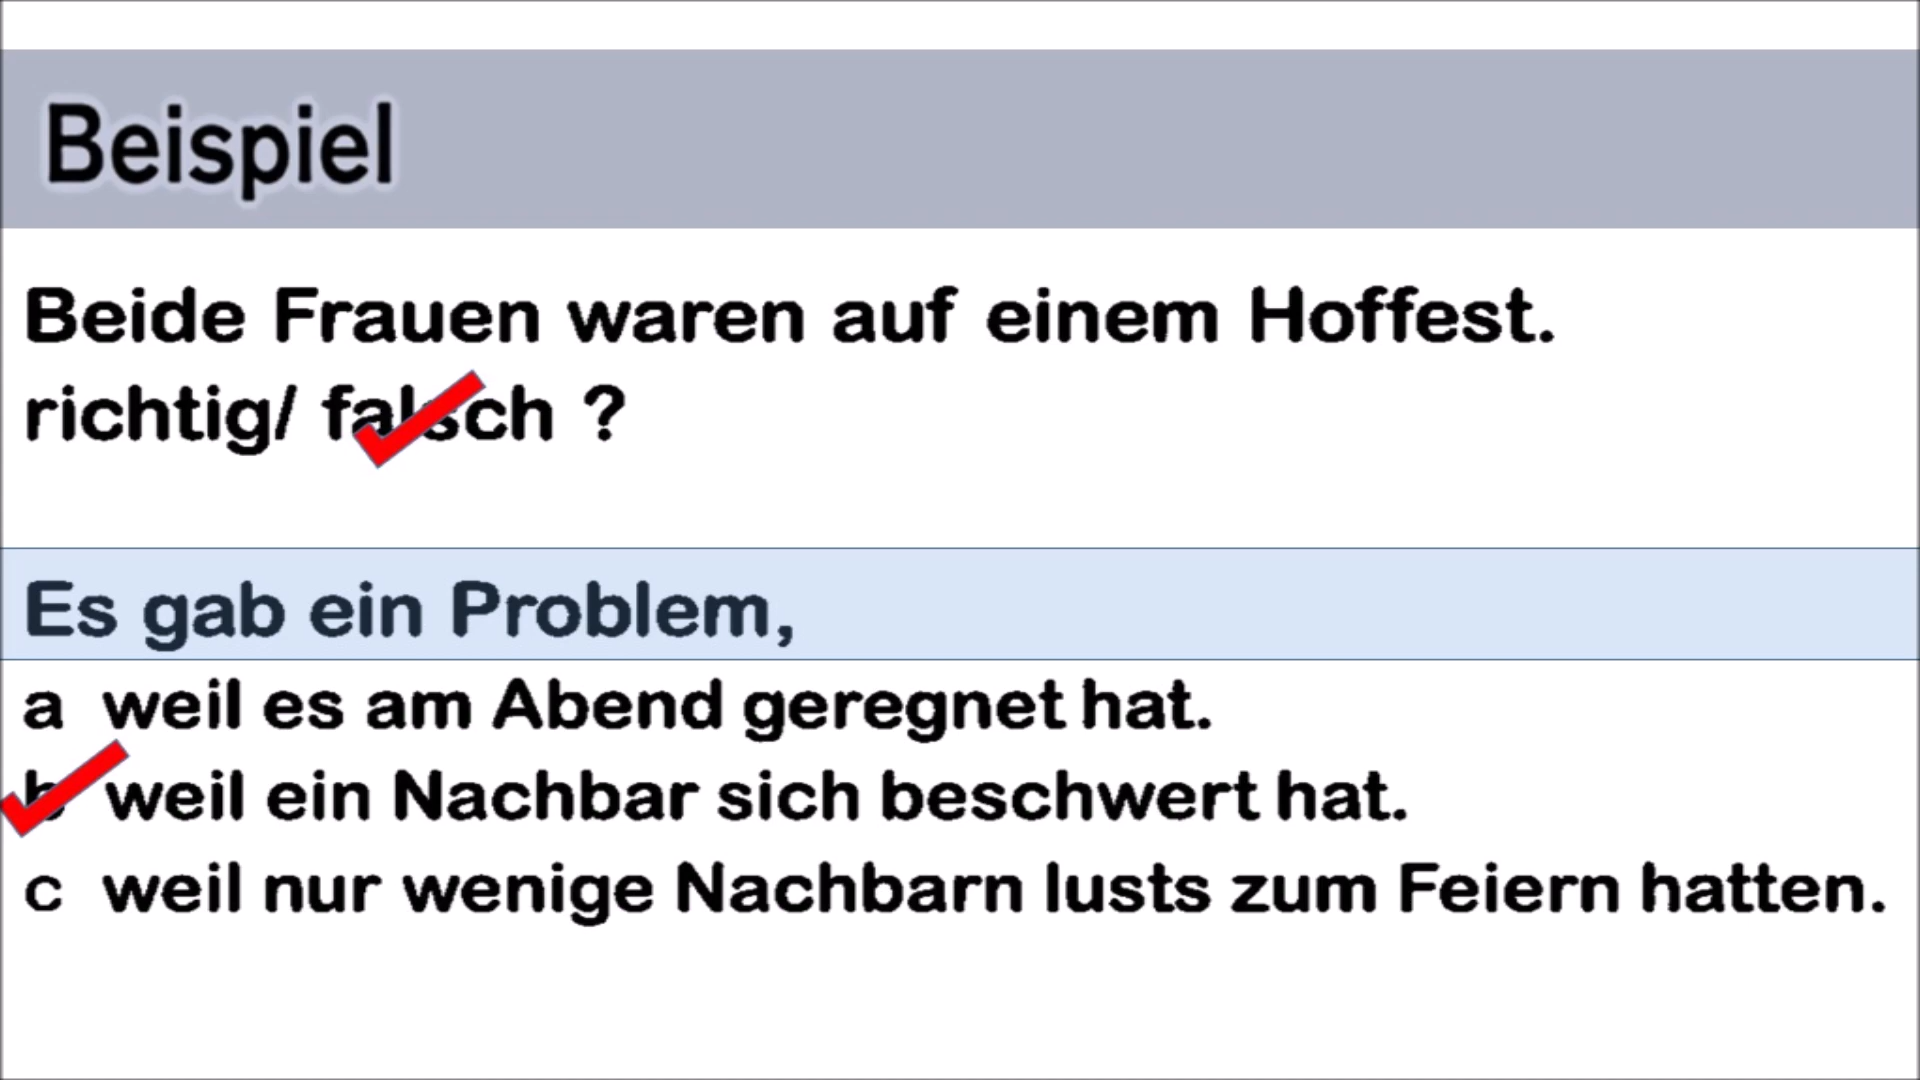 Beispiel
Beide Frauen waren auf einem Hoffest.
richtig/ falsch ?
Es gab ein Problem,
a weil es am Abend geregnet hat.
b weil ein Nachbar sich beschwert hat.
c weil nur wenige Nachbarn lusts zum Feiern hatten.